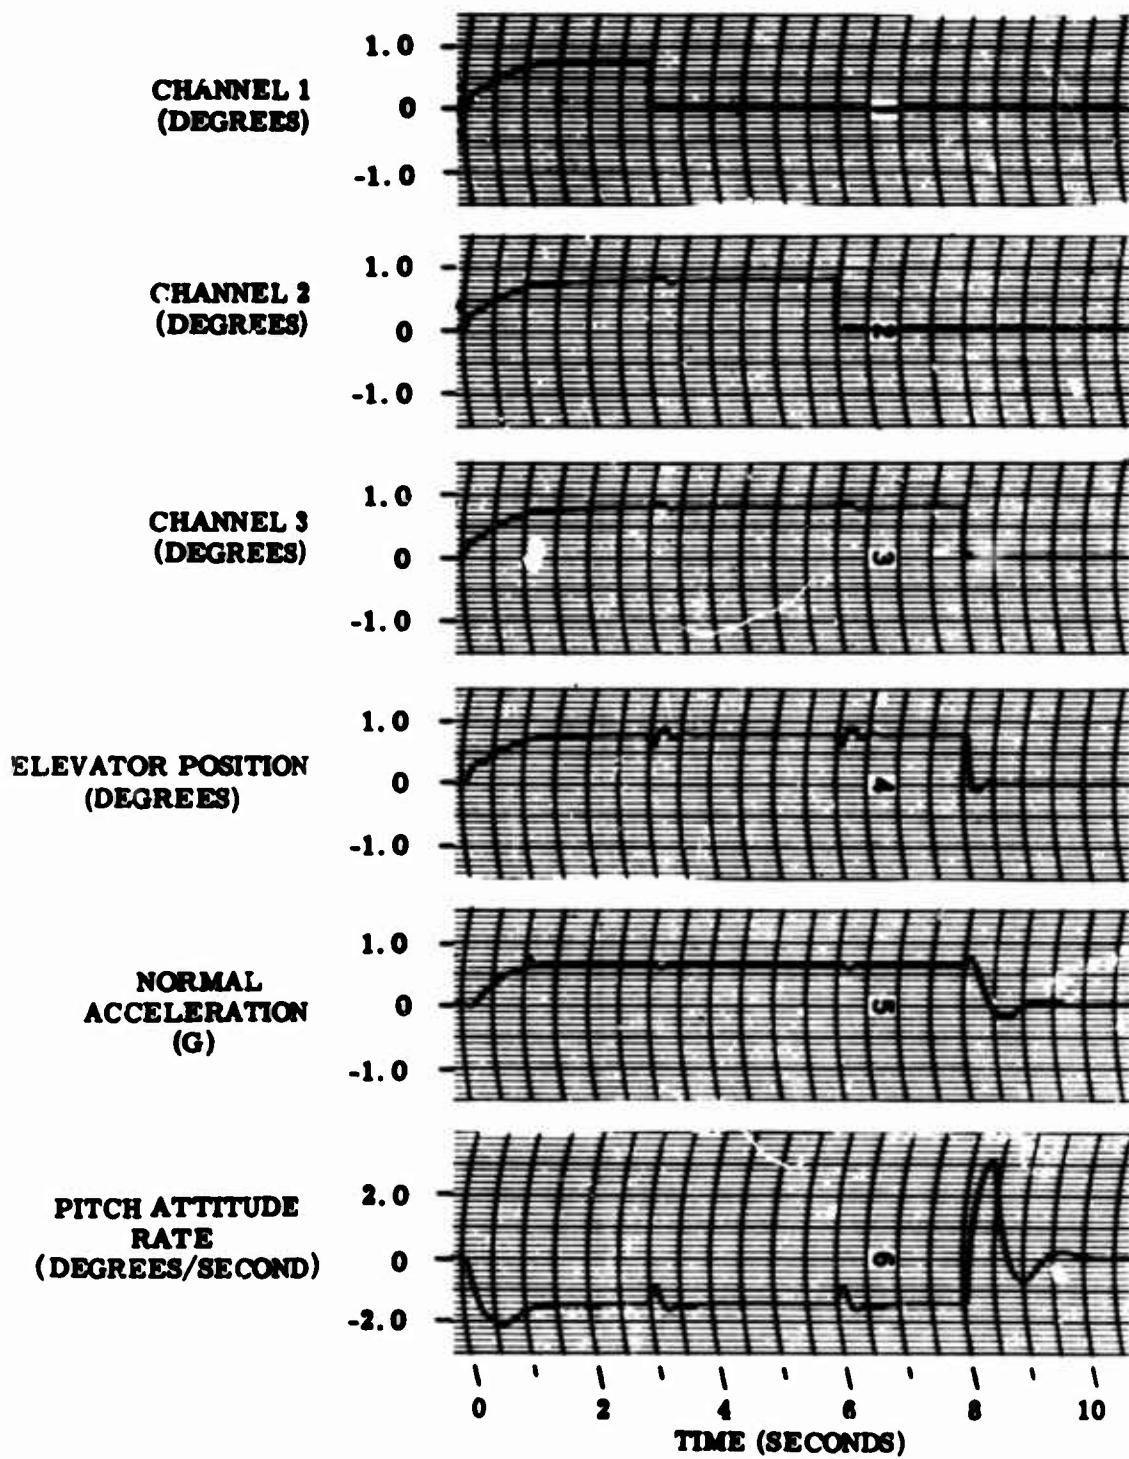 1.0
CHANNEL 1
(DEGREES)
0
-1.0
1.0
CHANNEL 2
(DEGREES)
0
-1.0
2
1.0
CHANNEL 3
(DEGREES)
0
-1.0
3
1.0
ELEVATOR POSITION
(DEGREES)
0
-1.0
4
1.0
NORMAL
ACCELERATION
(G)
0
-1.0
5
2.0
PITCH ATTITUDE
RATE
(DEGREES/SECOND)
0
-2.0
6
0 2 4 6 8 10
TIME (SECONDS)